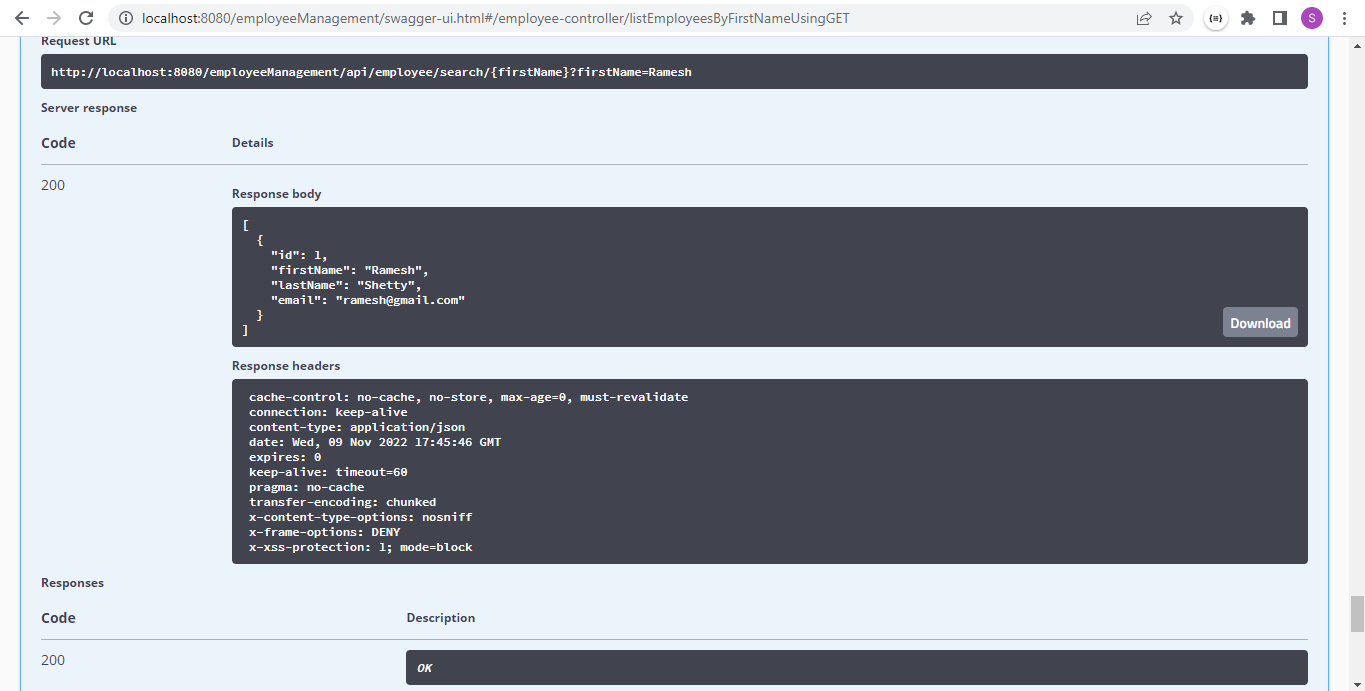 localhost:8080/employeeManagement/swagger-ui.html#/employee-controller/listEmployeesByFirstNameUsingGET
S
Request URL
http://localhost:8080/employeeManagement/api/employee/search/{firstName}?firstName=Ramesh
Server response
Code Details
200
Response body
[
  {
    "id": 1,
    "firstName": "Ramesh",
    "lastName": "Shetty",
    "email": "ramesh@gmail.com"
  }
]
Download
Response headers
cache-control: no-cache, no-store, max-age=0, must-revalidate
connection: keep-alive
content-type: application/json
date: Wed, 09 Nov 2022 17:45:46 GMT
expires: 0
keep-alive: timeout=60
pragma: no-cache
transfer-encoding: chunked
x-content-type-options: nosniff
x-frame-options: DENY
x-xss-protection: 1; mode=block
Responses
Code Description
200 OK